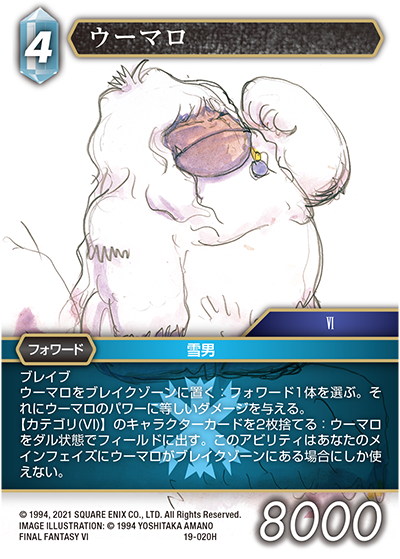 4
ウーマロ
VI
フォワード
雪男
ブレイブ
ウーマロをブレイクゾーンに置く：フォワード1体を選ぶ。そ
れにウーマロのパワーに等しいダメージを与える。
【カテゴリ(VI)】のキャラクターカードを2枚捨てる：ウーマロ
をダル状態でフィールドに出す。このアビリティはあなたのメ
インフェイズにウーマロがブレイクゾーンにある場合にしか使
えない。
© 1994, 2021 SQUARE ENIX CO., LTD. All Rights Reserved.
IMAGE ILLUSTRATION: © 1994 YOSHITAKA AMANO
FINAL FANTASY VI
19-020H
8000